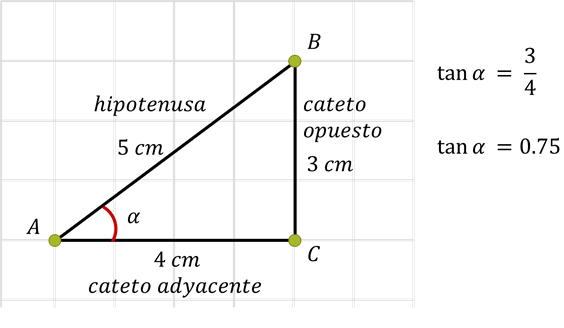 B
hipotenusa
5 cm
cateto
opuesto
3 cm
A
α
C
4 cm
cateto adyacente
tan α = 3/4
tan α = 0.75